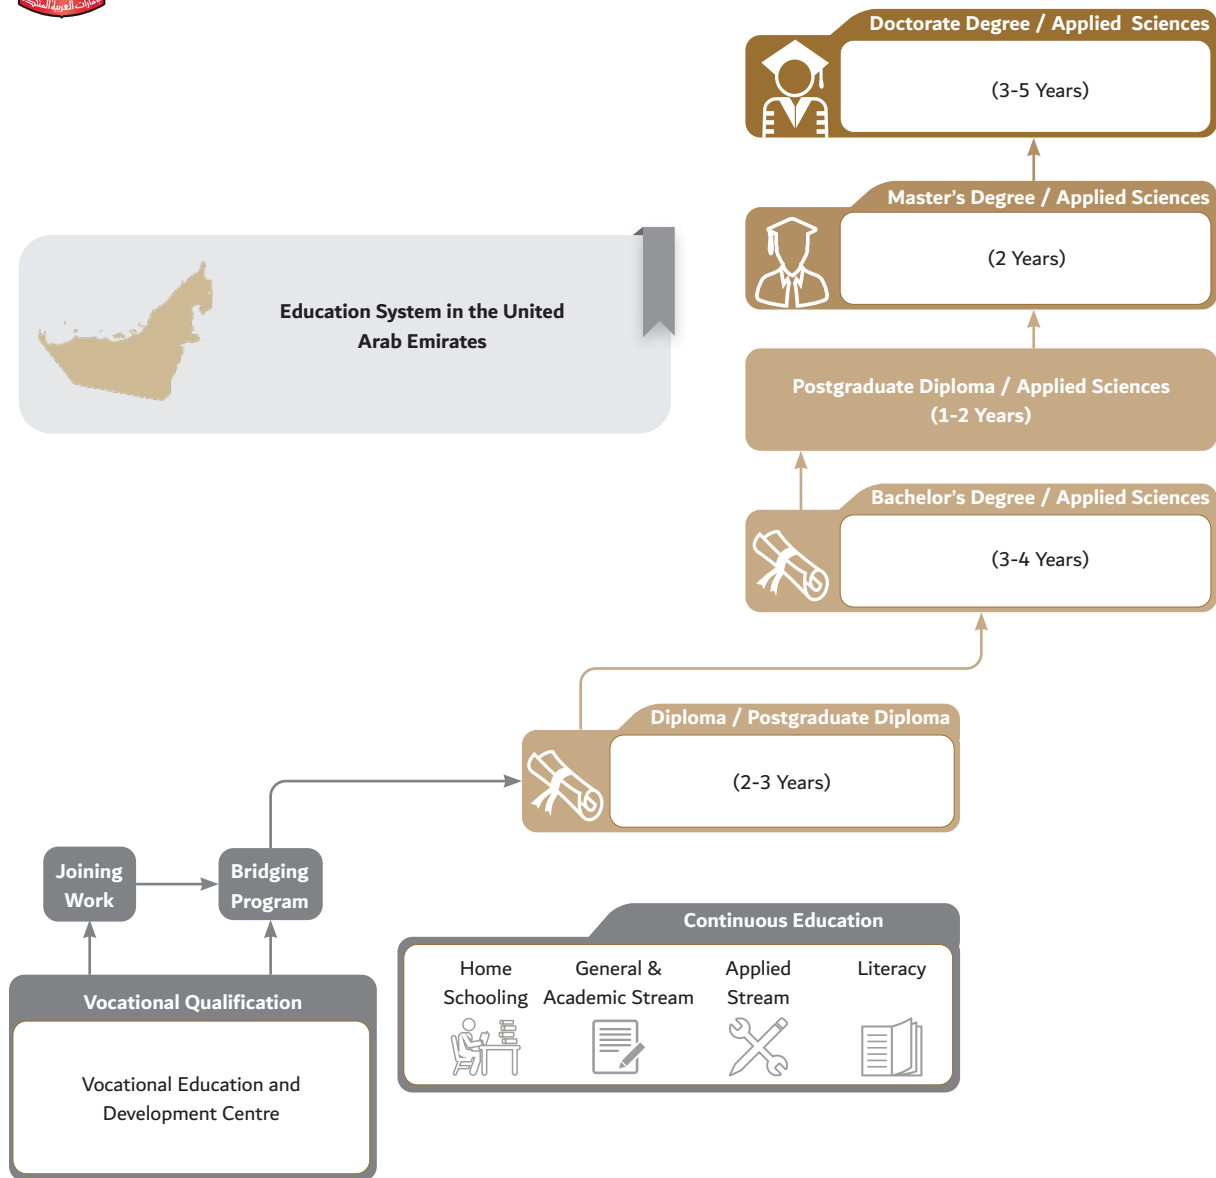 الإمارات العربية المتحدة
Doctorate Degree / Applied Sciences
(3-5 Years)
Master's Degree / Applied Sciences
(2 Years)
Education System in the United
Arab Emirates
Postgraduate Diploma / Applied Sciences
(1-2 Years)
Bachelor's Degree / Applied Sciences
(3-4 Years)
Diploma / Postgraduate Diploma
(2-3 Years)
Joining
Work
Bridging
Program
Continuous Education
Home
Schooling
General &
Academic Stream
Applied
Stream
Literacy
Vocational Qualification
Vocational Education and
Development Centre